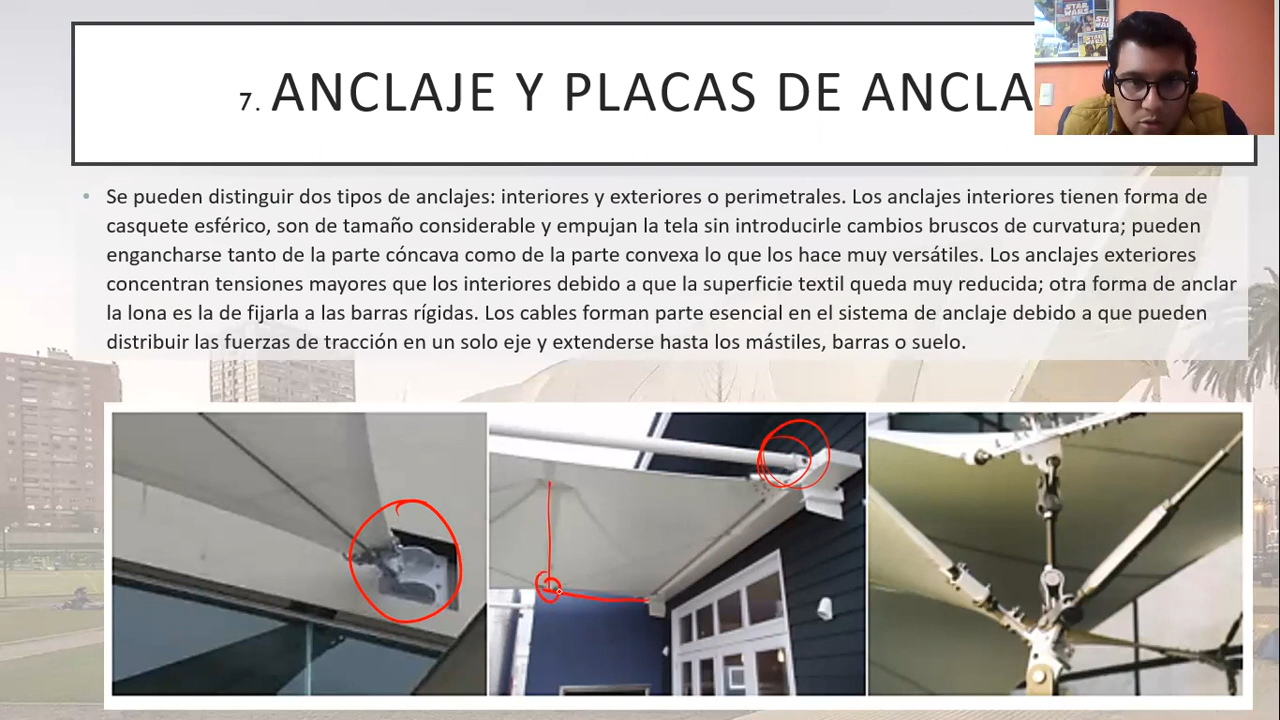 7. ANCLAJE Y PLACAS DE ANCLA
STAR
WARS
• Se pueden distinguir dos tipos de anclajes: interiores y exteriores o perimetrales. Los anclajes interiores tienen forma de
casquete esférico, son de tamaño considerable y empujan la tela sin introducirle cambios bruscos de curvatura; pueden
engancharse tanto de la parte cóncava como de la parte convexa lo que los hace muy versátiles. Los anclajes exteriores
concentran tensiones mayores que los interiores debido a que la superficie textil queda muy reducida; otra forma de anclar
la lona es la de fijarla a las barras rígidas. Los cables forman parte esencial en el sistema de anclaje debido a que pueden
distribuir las fuerzas de tracción en un solo eje y extenderse hasta los mástiles, barras o suelo.